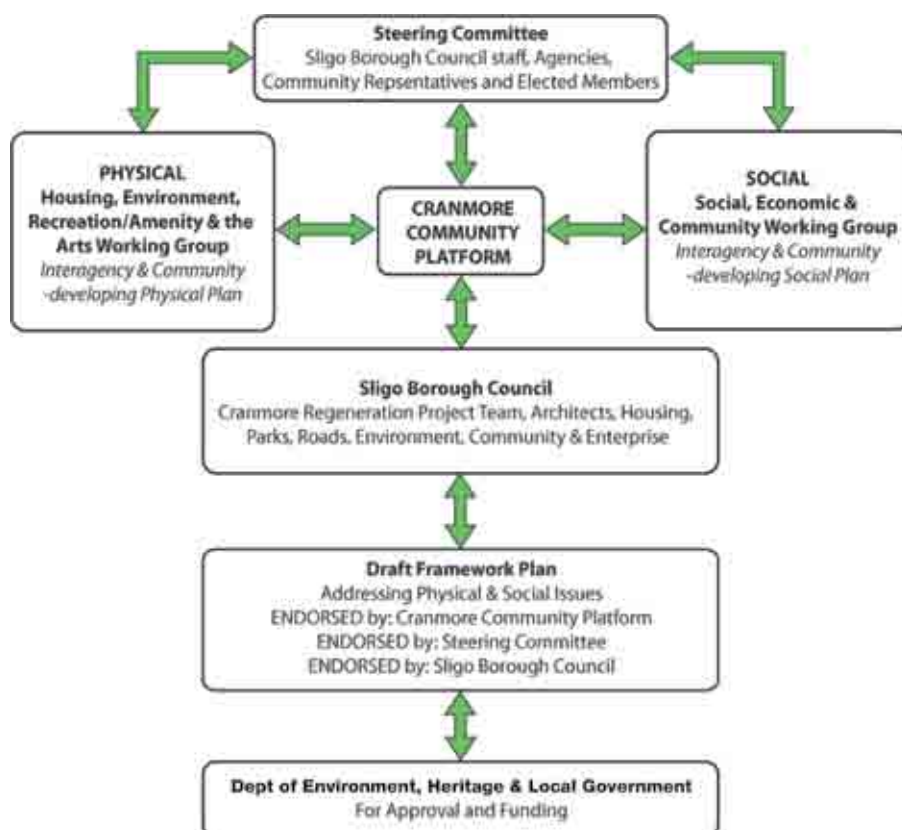 Steering Committee
Sligo Borough Council staff, Agencies,
Community Repsentatives and Elected Members
PHYSICAL
Housing, Environment,
Recreation/Amenity & the
Arts Working Group
Interagency & Community
-developing Physical Plan
CRANMORE
COMMUNITY
PLATFORM
SOCIAL
Social, Economic &
Community Working Group
Interagency & Community
-developing Social Plan
Sligo Borough Council
Cranmore Regeneration Project Team, Architects, Housing,
Parks, Roads, Environment, Community & Enterprise
Draft Framework Plan
Addressing Physical & Social Issues
ENDORSED by: Cranmore Community Platform
ENDORSED by: Steering Committee
ENDORSED by: Sligo Borough Council
Dept of Environment, Heritage & Local Government
For Approval and Funding